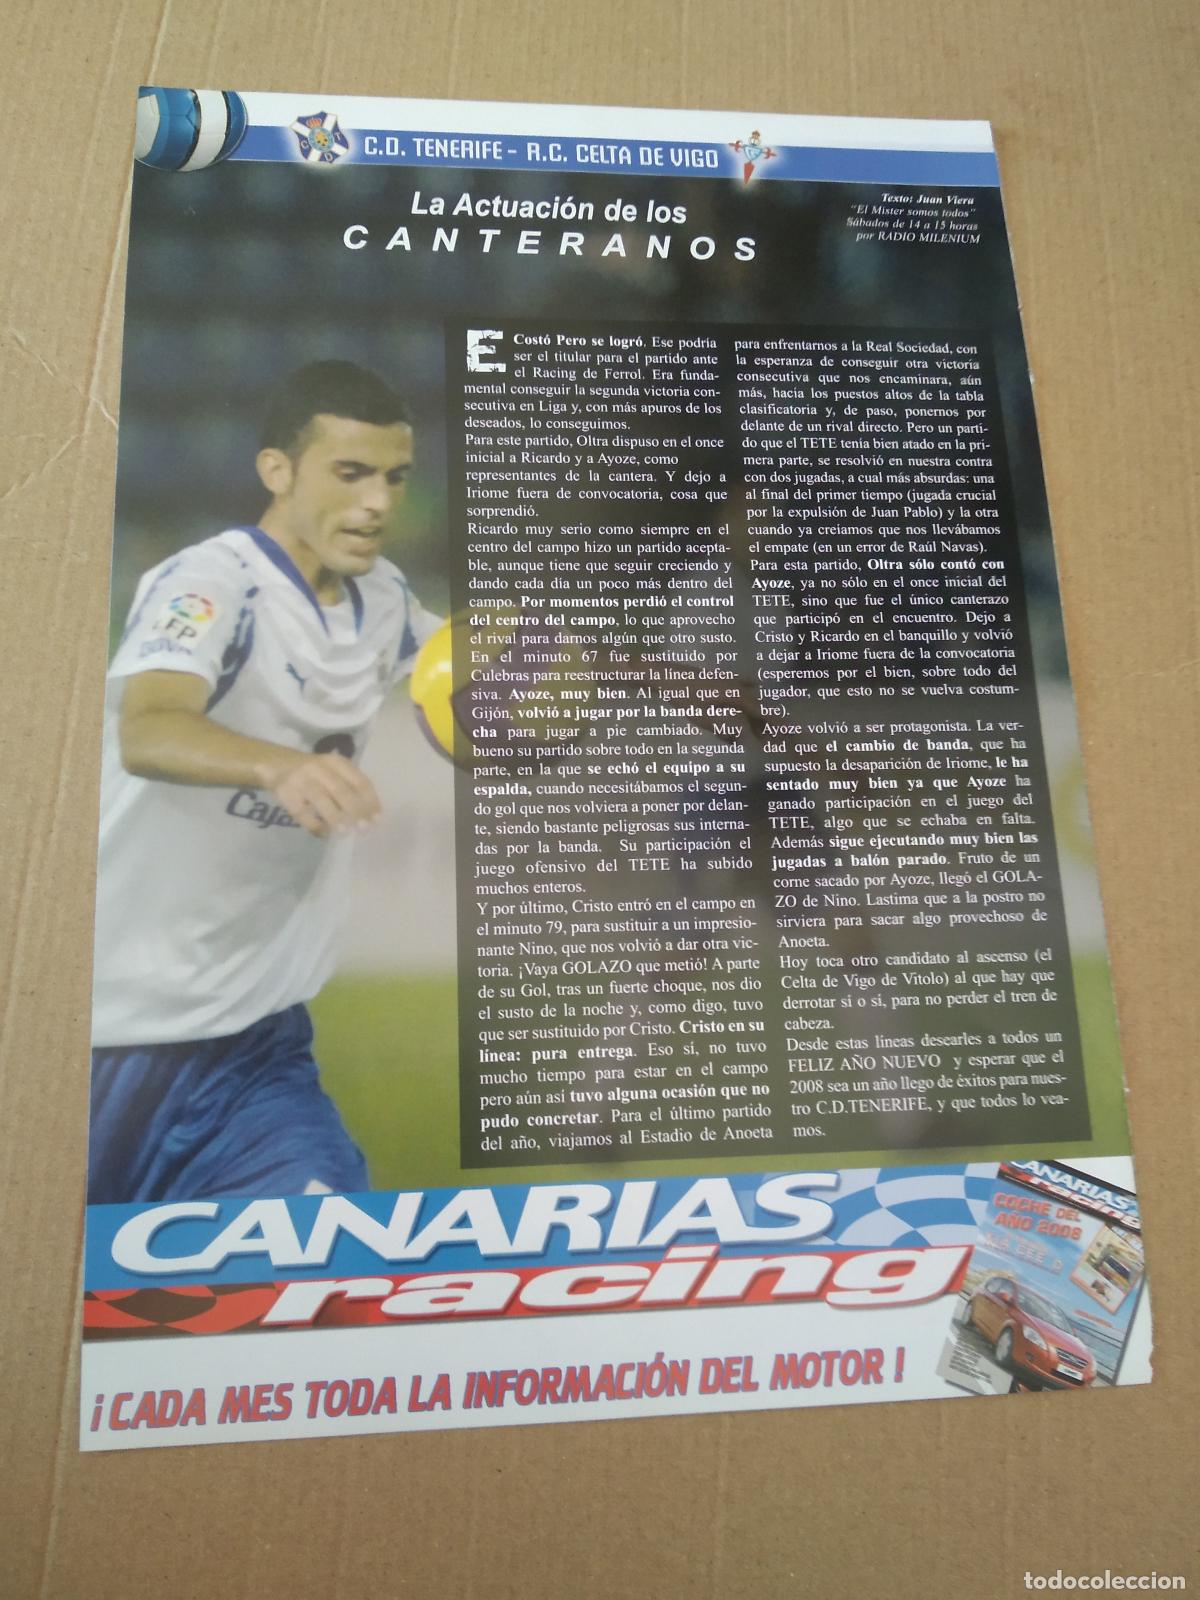 C.D. TENERIFE - R.C. CELTA DE VIGO
La Actuación de los
CANTERANOS
Texto: Juan Viera
"El Mister somos todos"
Sábados de 14 a 15 horas
por RADIO MILENIUM
E Costó Pero se logró. Ese podría
ser el titular para el partido ante
el Racing de Ferrol. Era funda-
mental conseguir la segunda victoria con-
secutiva en Liga y, con más apuros de los
deseados, lo conseguimos.
Para este partido, Oltra dispuso en el once
inicial a Ricardo y a Ayoze, como
representantes de la cantera. Y dejo a
Iriome fuera de convocatoria, cosa que
sorprendió.
Ricardo muy serio como siempre en el
centro del campo hizo un partido acepta-
ble, aunque tiene que seguir creciendo y
dando cada día un poco más dentro del
campo. Por momentos perdió el control
del centro del campo, lo que aprovecho
el rival para darnos algún que otro susto.
En el minuto 67 fue sustituido por
Culebras para reestructurar la línea defen-
siva. Ayoze, muy bien. Al igual que en
Gijón, volvió a jugar por la banda dere-
cha para jugar a pie cambiado. Muy
bueno su partido sobre todo en la segunda
parte, en la que se echó el equipo a su
espalda, cuando necesitábamos el segun-
do gol que nos volviera a poner por delan-
te, siendo bastante peligrosas sus interna-
das por la banda. Su participación el
juego ofensivo del TETE ha subido
muchos enteros.
Y por último, Cristo entró en el campo en
el minuto 79, para sustituir a un impresio-
nante Nino, que nos volvió a dar otra vic-
toria. ¡Vaya GOLAZO que metió! A parte
de su Gol, tras un fuerte choque, nos dio
el susto de la noche y, como digo, tuvo
que ser sustituido por Cristo. Cristo en su
línea: pura entrega. Eso sí, no tuvo
mucho tiempo para estar en el campo
pero aún así tuvo alguna ocasión que no
pudo concretar. Para el último partido
del año, viajamos al Estadio de Anoeta
para enfrentarnos a la Real Sociedad, con
la esperanza de conseguir otra victoria
consecutiva que nos encaminara, aún
más, hacia los puestos altos de la tabla
clasificatoria y, de paso, ponernos por
delante de un rival directo. Pero un parti-
do que el TETE tenía bien atado en la pri-
mera parte, se resolvió en nuestra contra
con dos jugadas, a cual más absurdas: una
al final del primer tiempo (jugada crucial
por la expulsión de Juan Pablo) y la otra
cuando ya creíamos que nos llevábamos
el empate (en un error de Raúl Navas).
Para esta partido, Oltra sólo contó con
Ayoze, ya no sólo en el once inicial del
TETE, sino que fue el único canterazo
que participó en el encuentro. Dejo a
Cristo y Ricardo en el banquillo y volvió
a dejar a Iriome fuera de la convocatoria
(esperemos por el bien, sobre todo del
jugador, que esto no se vuelva costum-
bre).
Ayoze volvió a ser protagonista. La ver-
dad que el cambio de banda, que ha
supuesto la desaparición de Iriome, le ha
sentado muy bien ya que Ayoze ha
ganado participación en el juego del
TETE, algo que se echaba en falta.
Además sigue ejecutando muy bien las
jugadas a balón parado. Fruto de un
corne sacado por Ayoze, llegó el GOLA-
ZO de Nino. Lastima que a la postro no
sirviera para sacar algo provechoso de
Anoeta.
Hoy toca otro candidato al ascenso (el
Celta de Vigo de Vitolo) al que hay que
derrotar si o sí, para no perder el tren de
cabeza.
Desde estas líneas desearles a todos un
FELIZ AÑO NUEVO y esperar que el
2008 sea un año llego de éxitos para nues-
tro C.D.TENERIFE, y que todos lo vea-
mos.
LFP
BBVA
CANARIAS
racing
COCHE DEL
AÑO 2008
KIA CEE'D
¡CADA MES TODA LA INFORMACIÓN DEL MOTOR!
todocoleccion